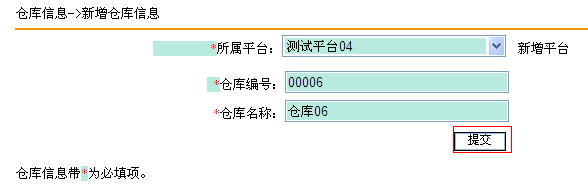 仓库信息->新增仓库信息
*所属平台： 测试平台04 新增平台
*仓库编号： 00006
*仓库名称： 仓库06
提交
仓库信息带*为必填项。